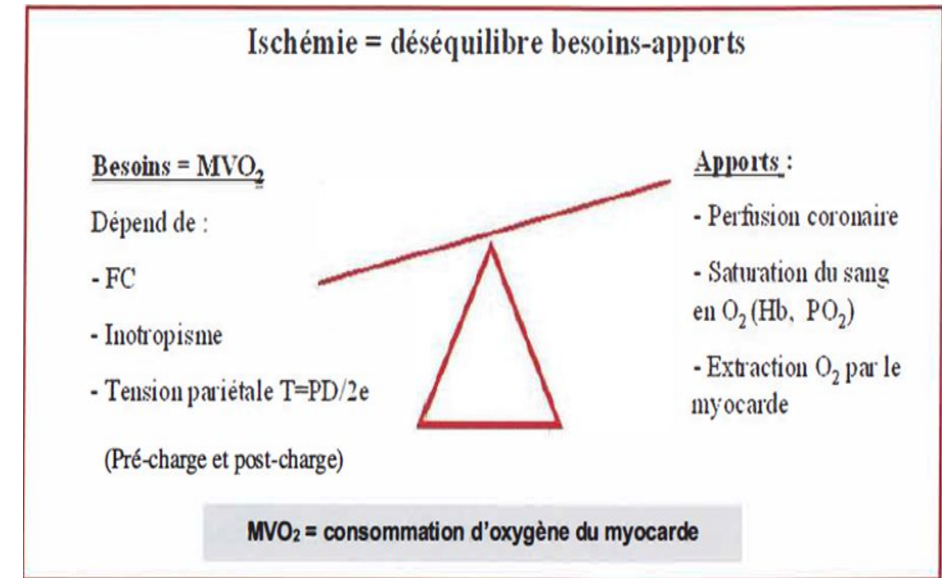 Ischémie = déséquilibre besoins-apports
Besoins = MVO₂
Dépend de :
- FC
- Inotropisme
- Tension pariétale T=PD/2e
(Pré-charge et post-charge)
Apports :
- Perfusion coronaire
- Saturation du sang
en O₂ (Hb, PO₂)
- Extraction O₂ par le
myocarde
MVO₂ = consommation d'oxygène du myocarde